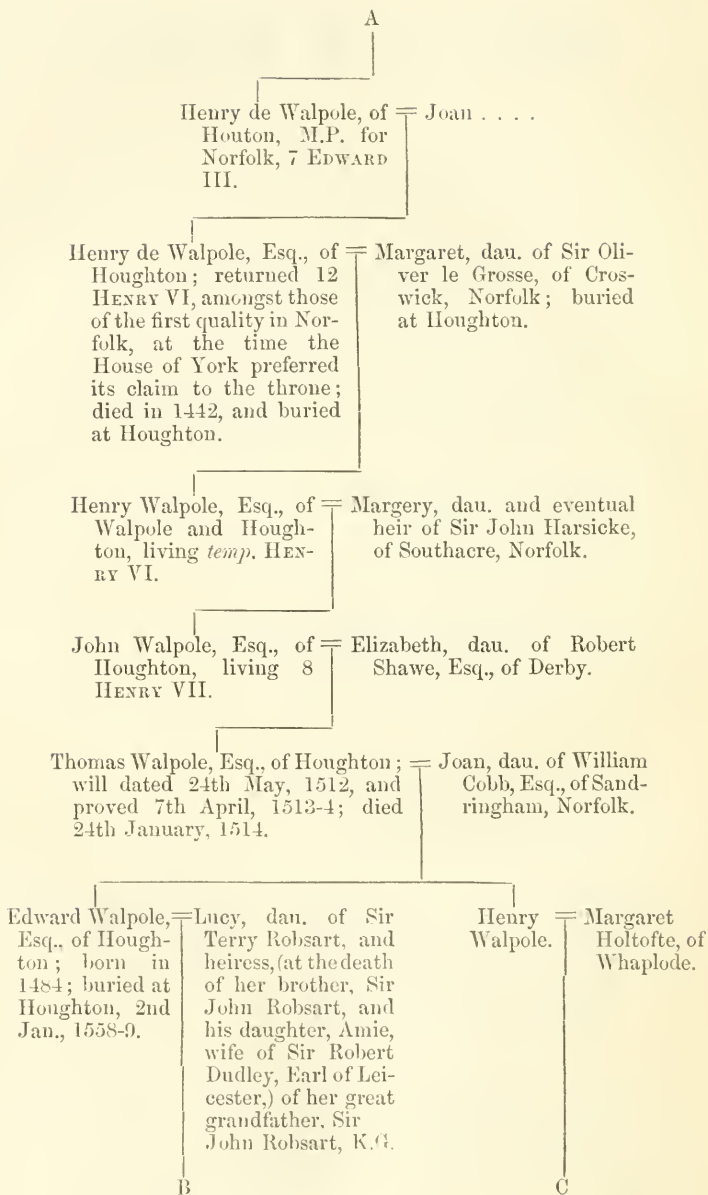 A
Henry de Walpole, of
Houton, M.P. for
Norfolk, 7 EDWARD
III.
Joan . . . .
Henry de Walpole, Esq., of
Houghton; returned 12
HENRY VI, amongst those
of the first quality in Nor-
folk, at the time the
House of York preferred
its claim to the throne;
died in 1442, and buried
at Houghton.
Margaret, dau. of Sir Oli-
ver le Grosse, of Cros-
wick, Norfolk; buried
at Houghton.
Henry Walpole, Esq., of
Walpole and Hough-
ton, living temp. HEN-
RY VI.
Margery, dau. and eventual
heir of Sir John Harsicke,
of Southacre, Norfolk.
John Walpole, Esq., of
Houghton, living 8
HENRY VII.
Elizabeth, dau. of Robert
Shawe, Esq., of Derby.
Thomas Walpole, Esq., of Houghton;
will dated 24th May, 1512, and
proved 7th April, 1513-4; died
24th January, 1514.
Joan, dau. of William
Cobb, Esq., of Sand-
ringham, Norfolk.
Edward Walpole,
Esq., of Hough-
ton; born in
1484; buried at
Houghton, 2nd
Jan., 1558-9.
Lucy, dau. of Sir
Terry Robsart, and
heiress, (at the death
of her brother, Sir
John Robsart, and
his daughter, Amie,
wife of Sir Robert
Dudley, Earl of Lei-
cester,) of her great
grandfather, Sir
John Robsart, K.G.
Henry
Walpole.
Margaret
Holtofte, of
Whaplode.
B
C